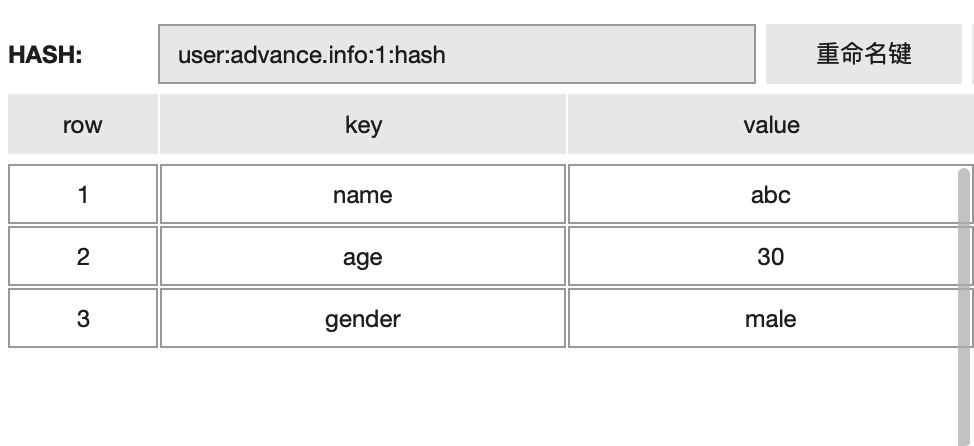 HASH: user:advance.info:1:hash 重命名键
row key value
1 name abc
2 age 30
3 gender male